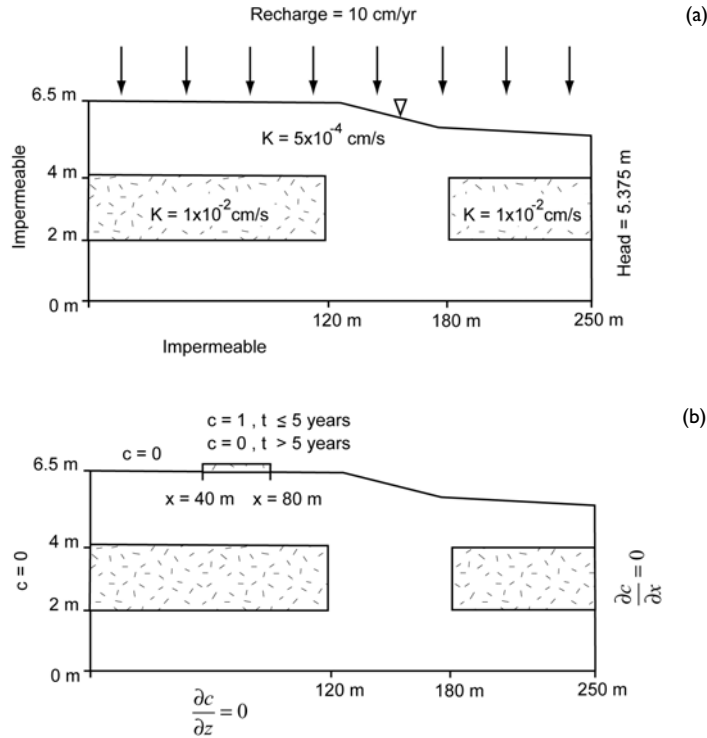 (a)
Recharge = 10 cm/yr
6.5 m
K = 5x10⁻⁴ cm/s
4 m
K = 1x10⁻²cm/s
K = 1x10⁻²cm/s
Impermeable
Head = 5.375 m
2 m
0 m
120 m
180 m
250 m
Impermeable
(b)
c = 1 , t ≤ 5 years
c = 0 , t > 5 years
c = 0
6.5 m
x = 40 m
x = 80 m
4 m
c = 0
∂c/∂x = 0
2 m
0 m
120 m
180 m
250 m
∂c/∂z = 0